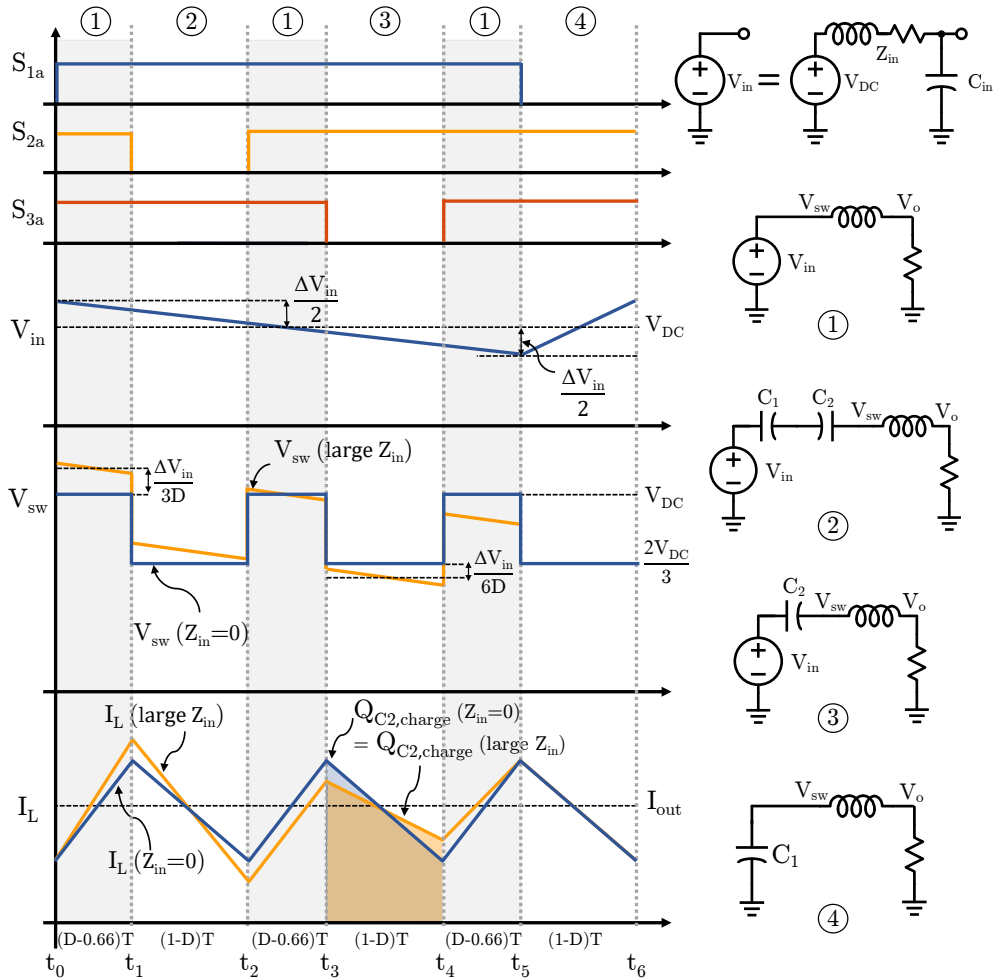 ① ② ① ③ ① ④
S1a
S2a
S3a
ΔVin
2
Vin
VDC
ΔVin
2
Vsw (large Zin)
ΔVin
3D
Vsw
VDC
2VDC
3
ΔVin
6D
Vsw (Zin=0)
IL (large Zin)
QC2,charge (Zin=0)
= QC2,charge (large Zin)
IL
Iout
IL (Zin=0)
(D-0.66)T (1-D)T (D-0.66)T (1-D)T (D-0.66)T (1-D)T
t0 t1 t2 t3 t4 t5 t6
Zin
+ − Vin = + − VDC Cin
Vsw Vo
+ − Vin
①
C1 C2 Vsw Vo
+ − Vin
②
C2 Vsw Vo
+ − Vin
③
Vsw Vo
C1
④